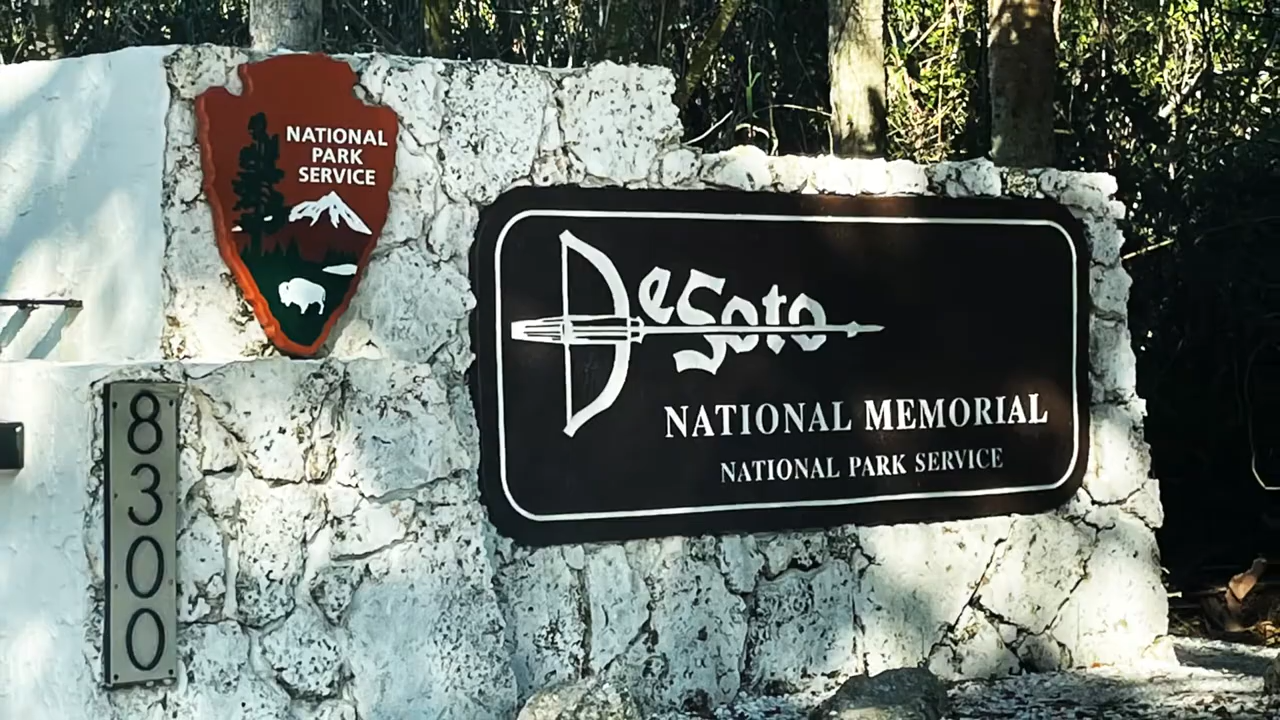 NATIONAL
PARK
SERVICE
8300
DeSoto
NATIONAL MEMORIAL
NATIONAL PARK SERVICE